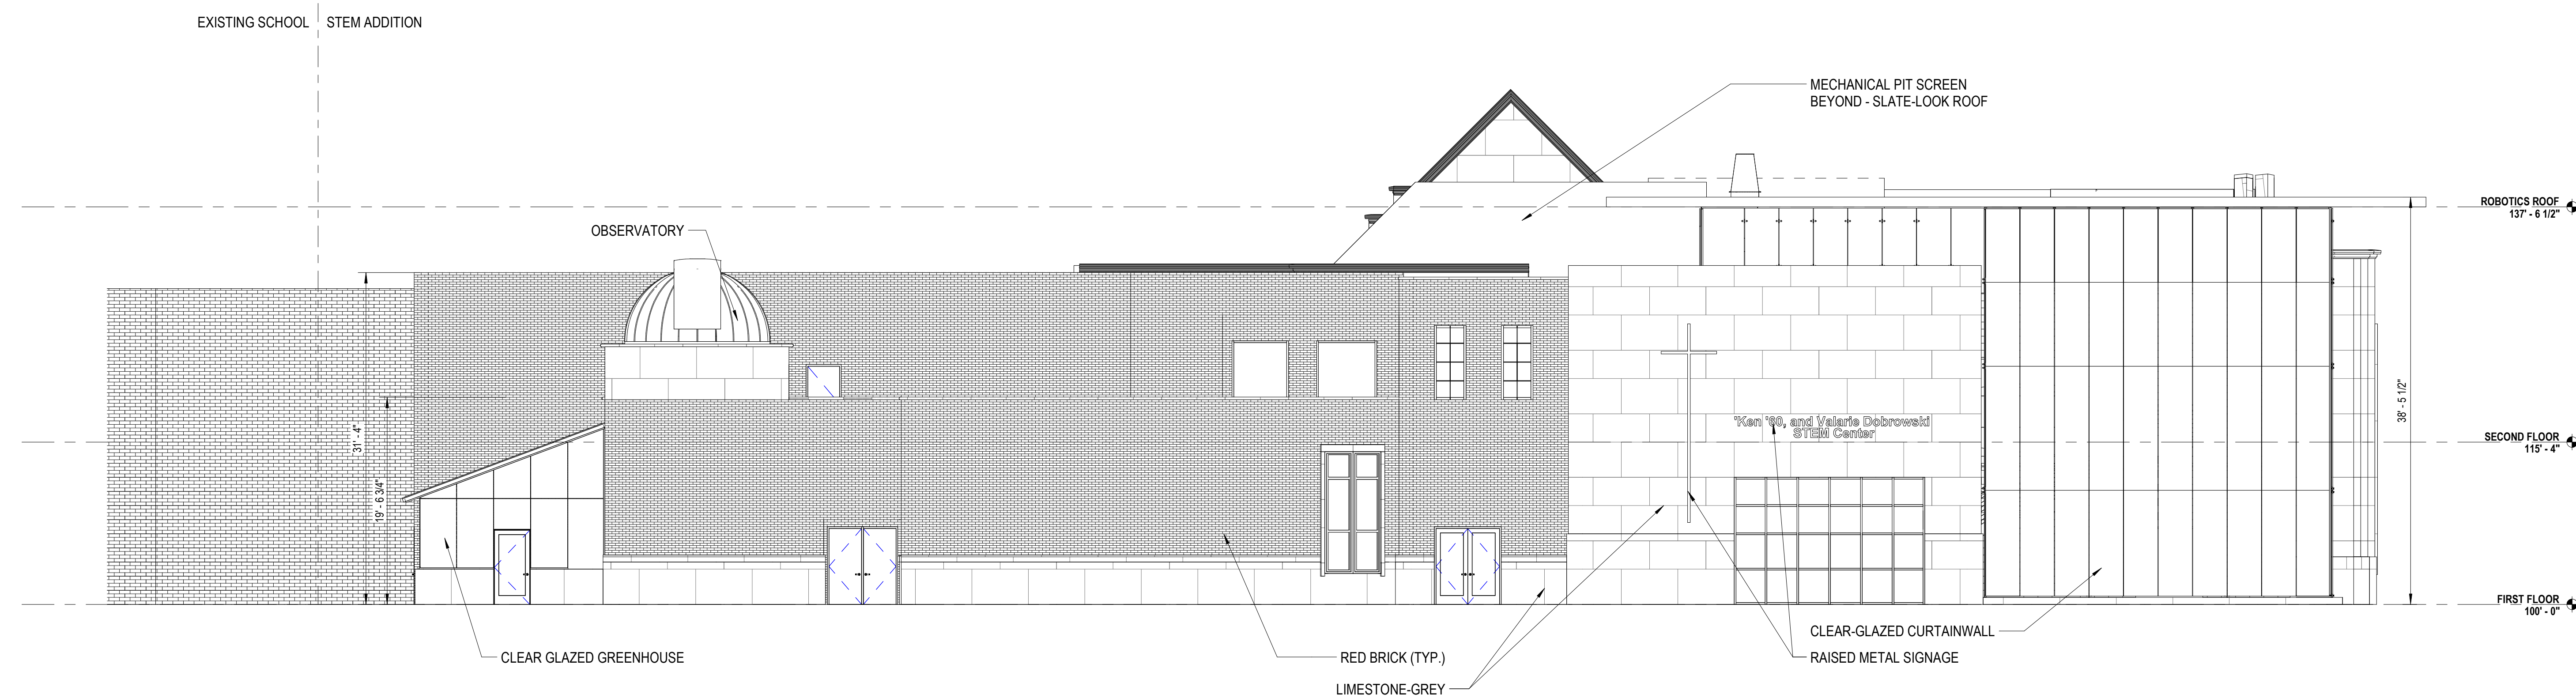 EXISTING SCHOOL
STEM ADDITION
MECHANICAL PIT SCREEN
BEYOND - SLATE-LOOK ROOF
ROBOTICS ROOF
137' - 6 1/2"
OBSERVATORY
31' - 4"
19' - 6 3/4"
38' - 5 1/2"
"Ken '60, and Valarie Dobrowski
STEM Center
SECOND FLOOR
115' - 4"
FIRST FLOOR
100' - 0"
CLEAR-GLAZED CURTAINWALL
CLEAR GLAZED GREENHOUSE
RED BRICK (TYP.)
RAISED METAL SIGNAGE
LIMESTONE-GREY